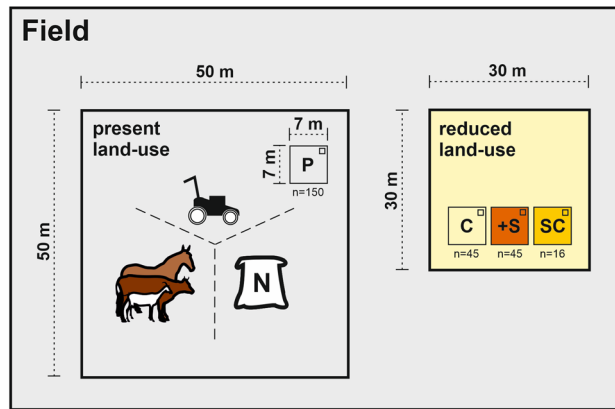 Field
50 m
30 m
present
land-use
7 m
7 m
P
n=150
50 m
N
reduced
land-use
30 m
C
+S
SC
n=45
n=45
n=16